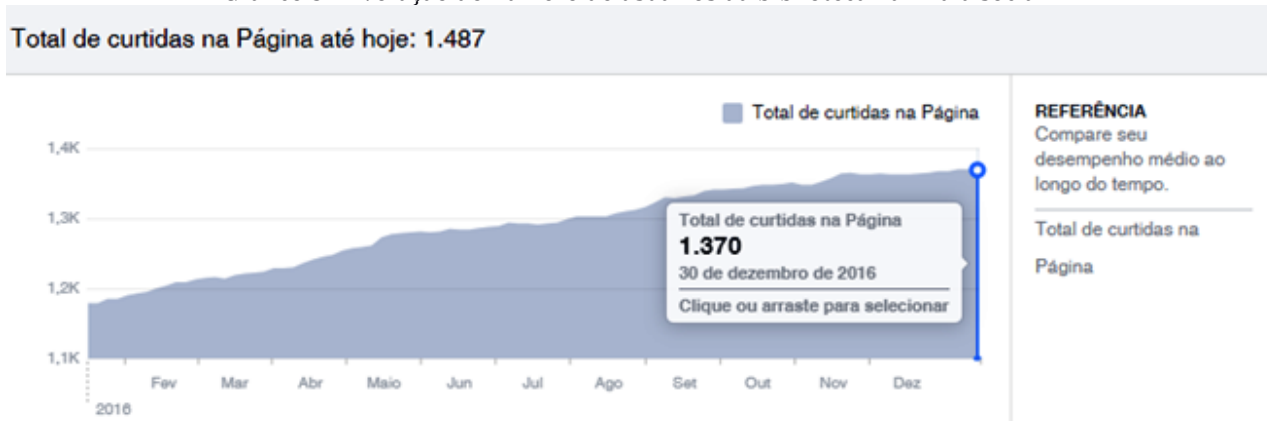 Total de curtidas na Página até hoje: 1.487
Total de curtidas na Página
1,4K
1,3K
1,2K
1,1K
Total de curtidas na Página
1.370
30 de dezembro de 2016
Clique ou arraste para selecionar
Fev Mar Abr Maio Jun Jul Ago Set Out Nov Dez
2016
REFERÊNCIA
Compare seu
desempenho médio ao
longo do tempo.
Total de curtidas na
Página